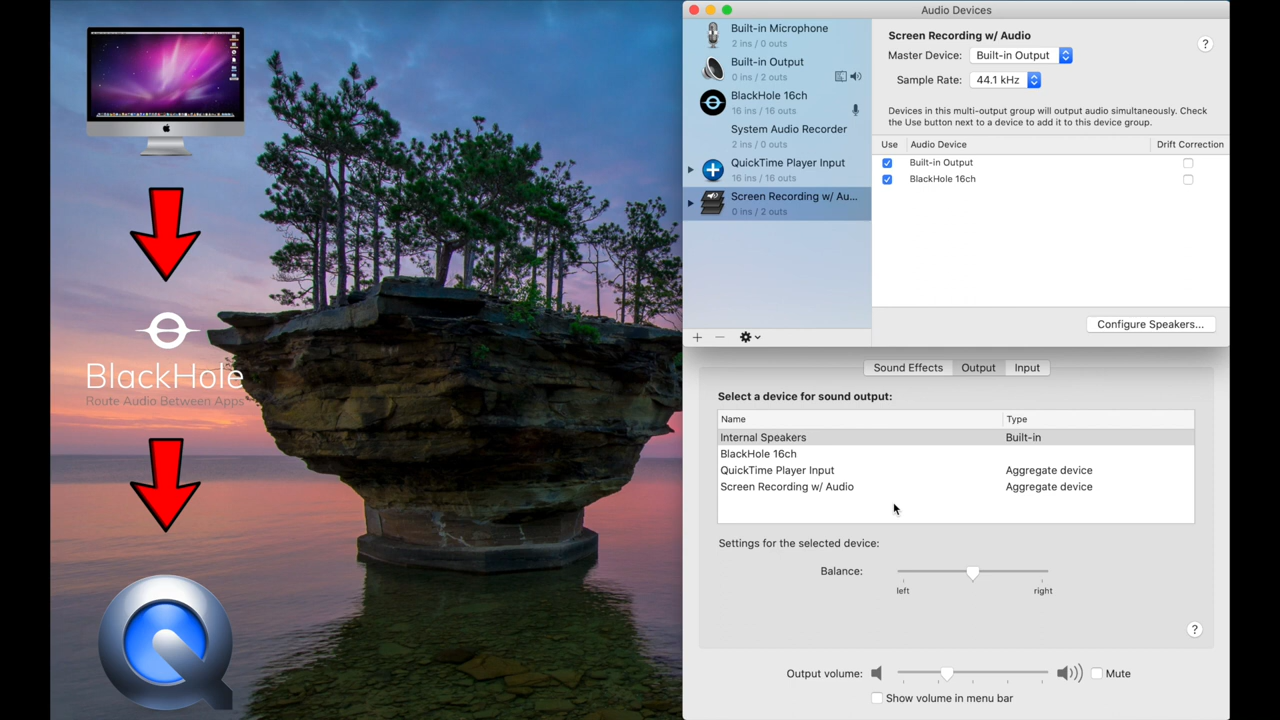 BlackHole
Route Audio Between Apps
Audio Devices
Built-in Microphone
2 ins / 0 outs
Built-in Output
0 ins / 2 outs
BlackHole 16ch
16 ins / 16 outs
System Audio Recorder
2 ins / 0 outs
QuickTime Player Input
16 ins / 16 outs
Screen Recording w/ Au...
0 ins / 2 outs
Screen Recording w/ Audio
?
Master Device: Built-in Output
Sample Rate: 44.1 kHz
Devices in this multi-output group will output audio simultaneously. Check
the Use button next to a device to add it to this device group.
Use Audio Device Drift Correction
Built-in Output
BlackHole 16ch
Configure Speakers...
Sound Effects Output Input
Select a device for sound output:
Name Type
Internal Speakers Built-in
BlackHole 16ch
QuickTime Player Input Aggregate device
Screen Recording w/ Audio Aggregate device
Settings for the selected device:
Balance:
left right
?
Output volume: Mute
Show volume in menu bar